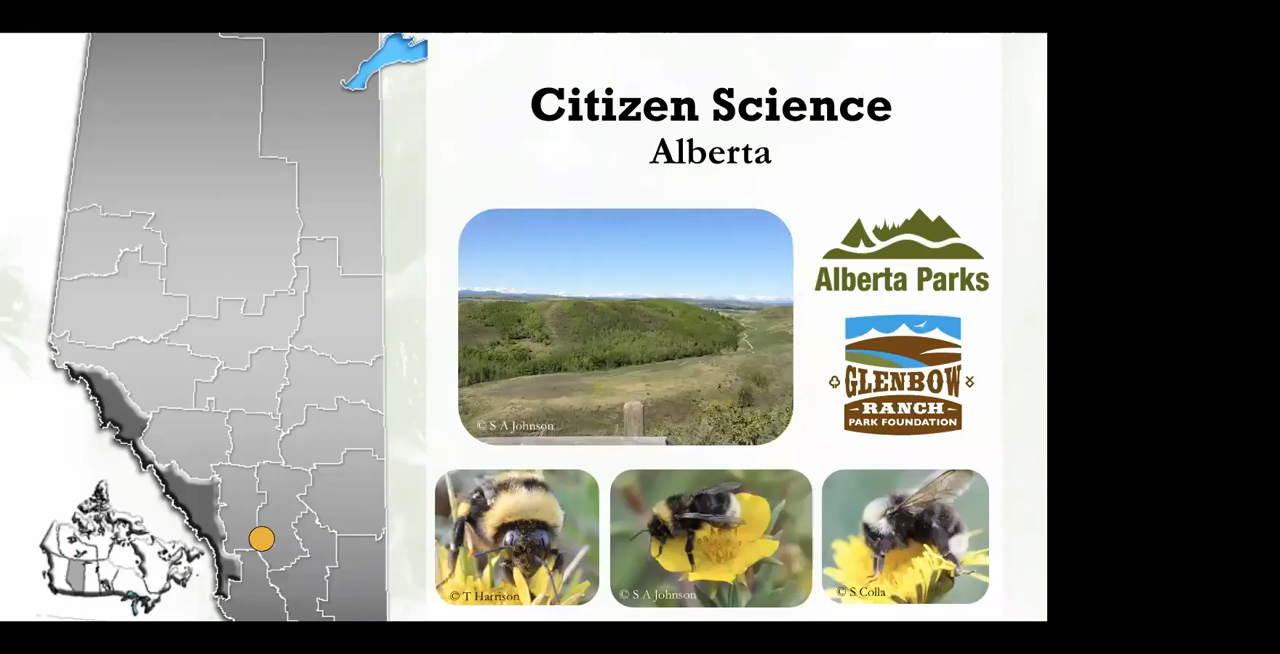 Citizen Science
Alberta
© S A Johnson
Alberta Parks
GLENBOW
RANCH
PARK FOUNDATION
© T Harrison
© S A Johnson
© S Colla